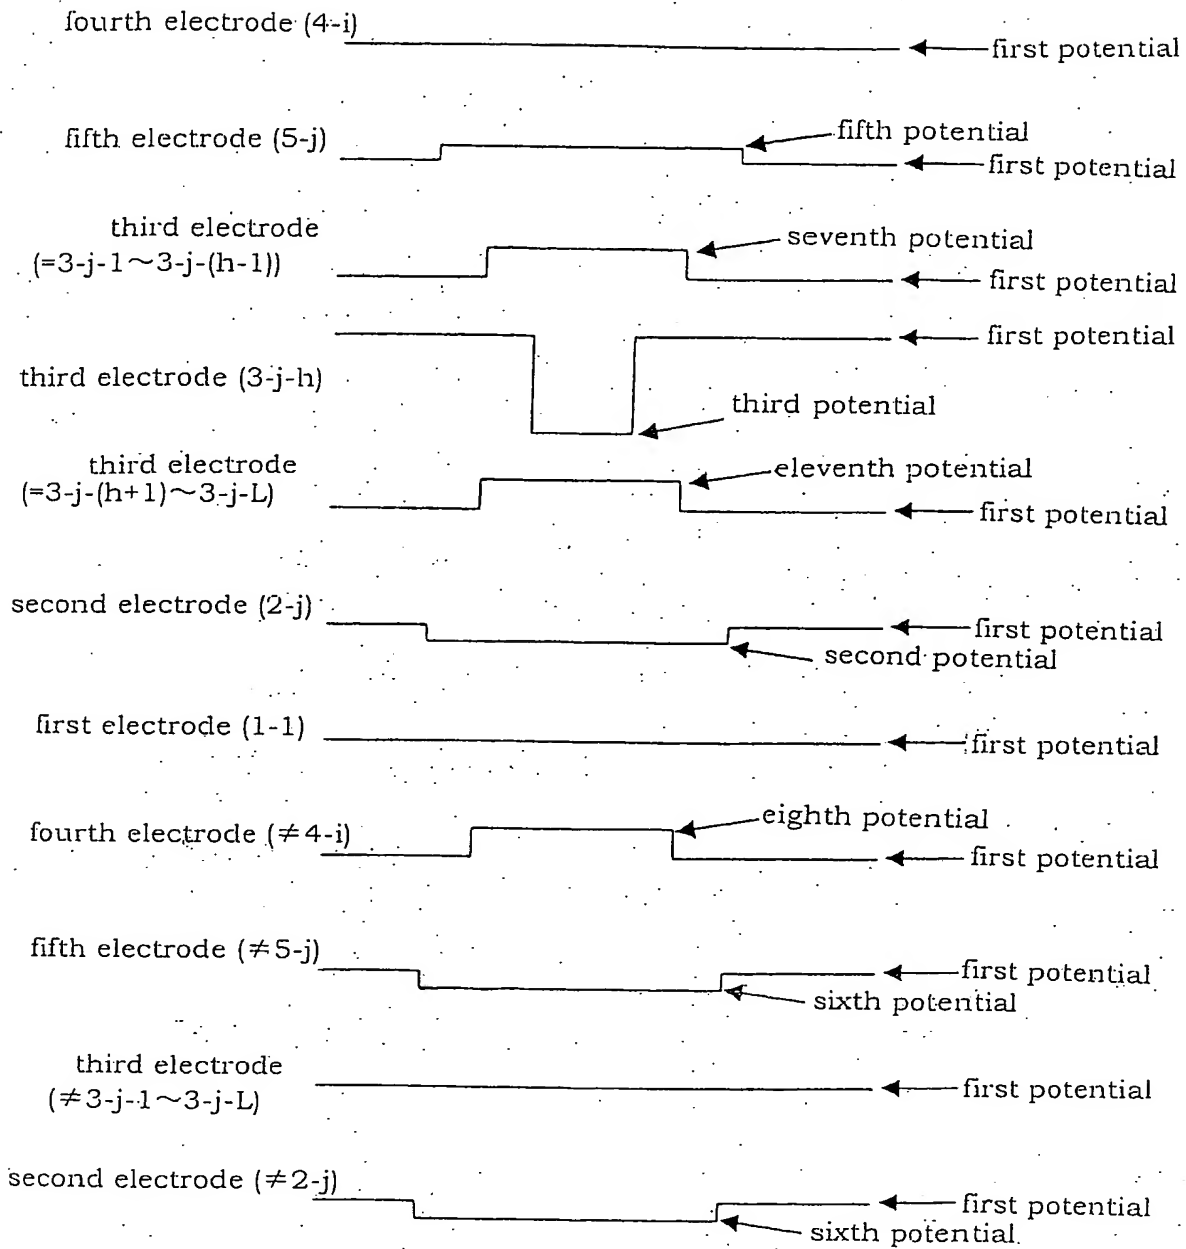 fourth electrode (4-i)
first potential
fifth electrode (5-j)
fifth potential
first potential
third electrode
(=3-j-1~3-j-(h-1))
seventh potential
first potential
third electrode (3-j-h)
first potential
third potential
third electrode
(=3-j-(h+1)~3-j-L)
eleventh potential
first potential
second electrode (2-j)
first potential
second potential
first electrode (1-1)
first potential
fourth electrode (≠4-i)
eighth potential
first potential
fifth electrode (≠5-j)
first potential
sixth potential
third electrode
(≠3-j-1~3-j-L)
first potential
second electrode (≠2-j)
first potential
sixth potential